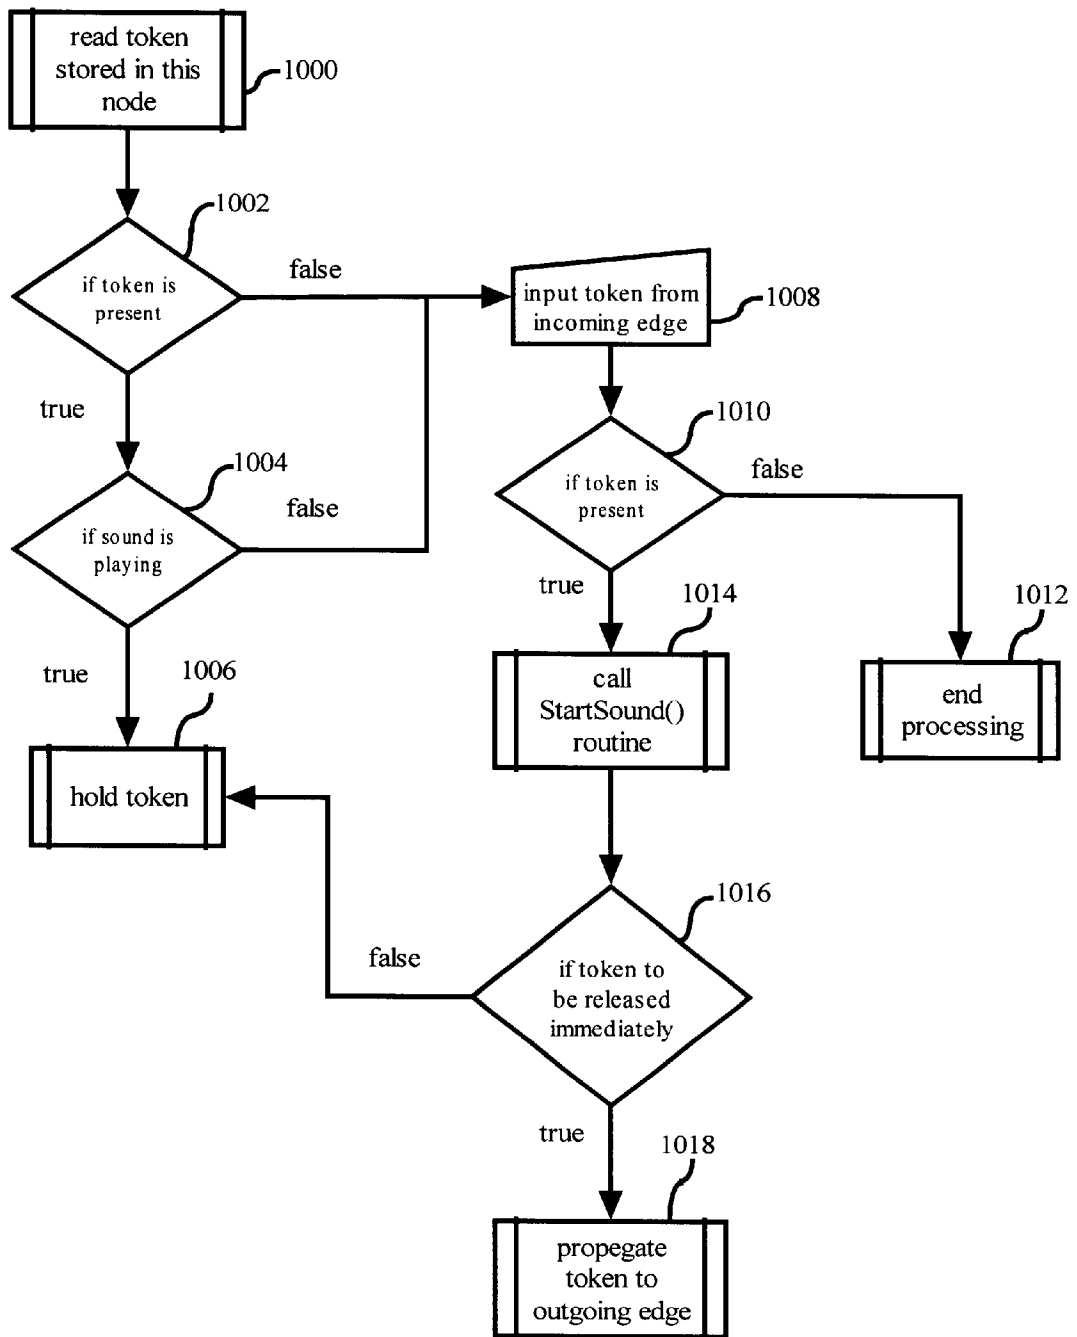 read token
stored in this
node
1000
1002
if token is
present
false
true
input token from
incoming edge
1008
1004
if sound is
playing
false
true
1010
if token is
present
false
true
1006
hold token
1014
call
StartSound()
routine
1012
end
processing
1016
if token to
be released
immediately
false
true
1018
propegate
token to
outgoing edge